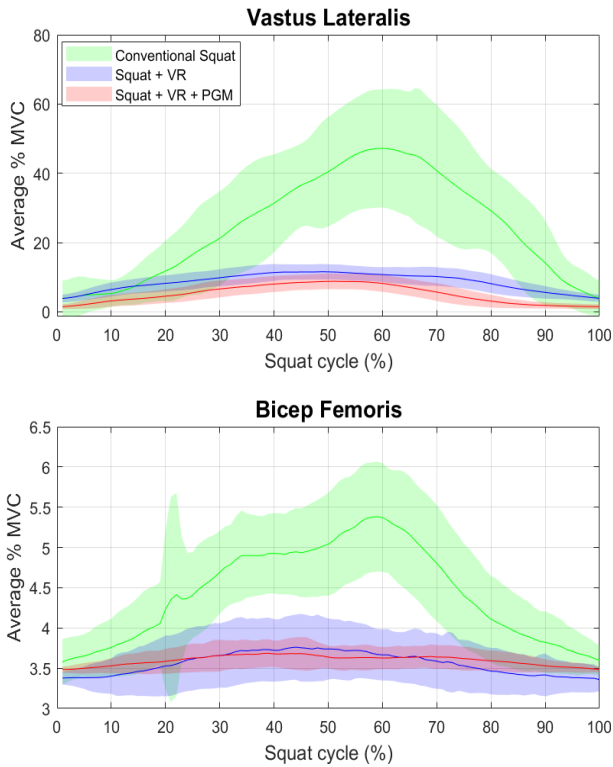 Vastus Lateralis
80
60
40
20
0
Average % MVC
Conventional Squat
Squat + VR
Squat + VR + PGM
0 10 20 30 40 50 60 70 80 90 100
Squat cycle (%)
Bicep Femoris
6.5
6
5.5
5
4.5
4
3.5
3
Average % MVC
0 10 20 30 40 50 60 70 80 90 100
Squat cycle (%)